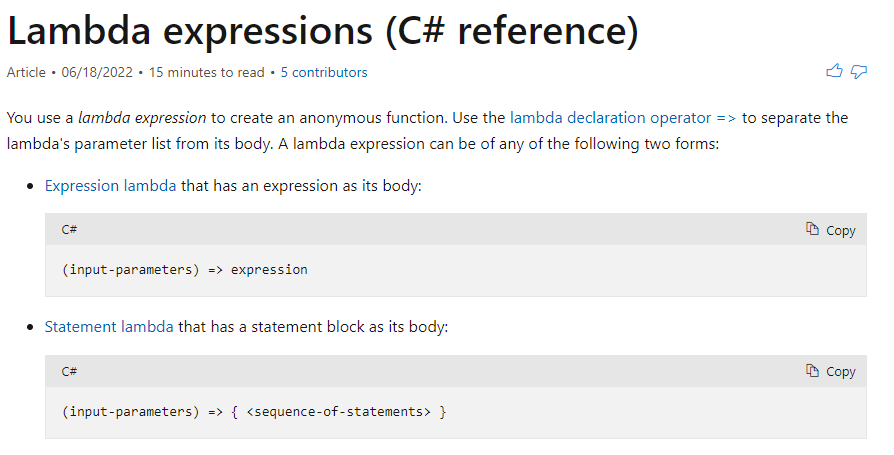 Lambda expressions (C# reference)
Article • 06/18/2022 • 15 minutes to read • 5 contributors
You use a lambda expression to create an anonymous function. Use the lambda declaration operator => to separate the
lambda's parameter list from its body. A lambda expression can be of any of the following two forms:
• Expression lambda that has an expression as its body:
C# Copy
(input-parameters) => expression
• Statement lambda that has a statement block as its body:
C# Copy
(input-parameters) => { <sequence-of-statements> }